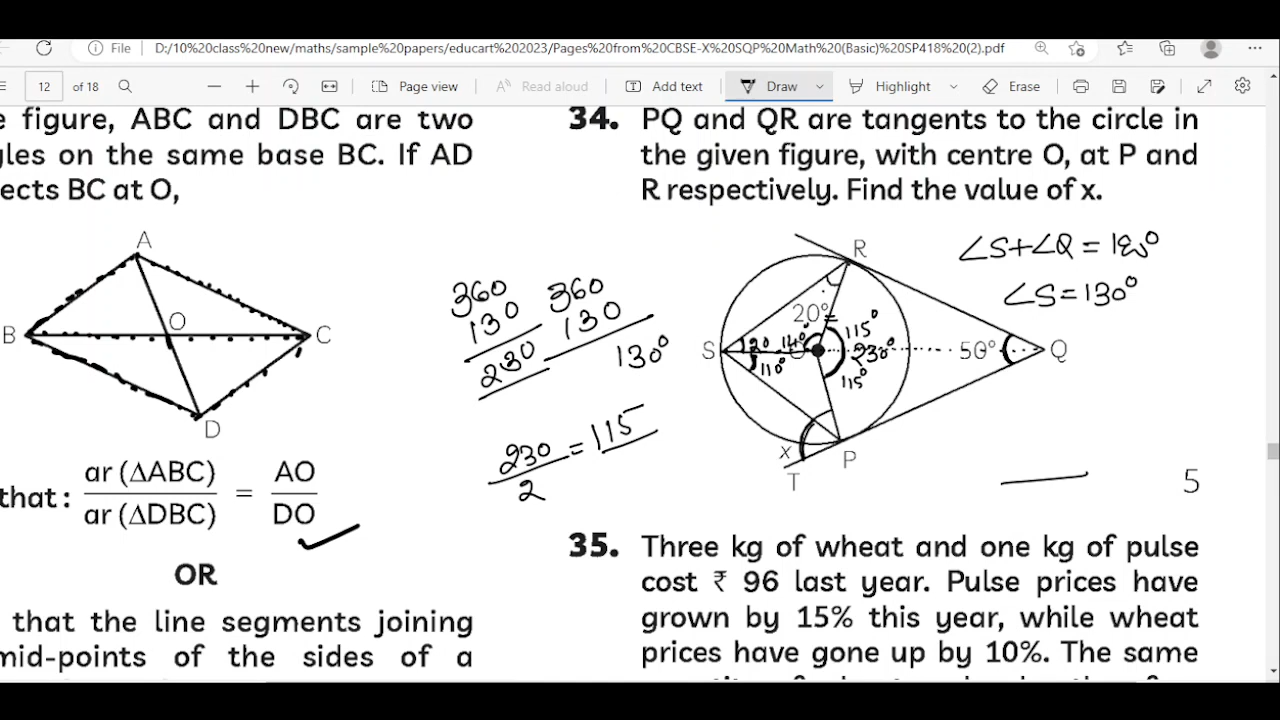 File D:/10%20class%20new/maths/sample%20papers/educart%202023/Pages%20from%20CBSE-X%20SQP%20Math%20(Basic)%20SP418%20(2).pdf
12 of 18 Page view Read aloud Add text Draw Highlight Erase
e figure, ABC and DBC are two
gles on the same base BC. If AD
ects BC at O,
A
B
O
C
D
that: ar (ΔABC) / ar (ΔDBC) = AO / DO
OR
that the line segments joining
mid-points of the sides of a
360
130
230
360
130
130°
230/2 = 115
34. PQ and QR are tangents to the circle in
the given figure, with centre O, at P and
R respectively. Find the value of x.
R
∠S+∠Q = 180°
∠S = 130°
20°
115°
S
20
140°
230°
50°
Q
110°
115°
x
P
T
5
35. Three kg of wheat and one kg of pulse
cost ₹ 96 last year. Pulse prices have
grown by 15% this year, while wheat
prices have gone up by 10%. The same